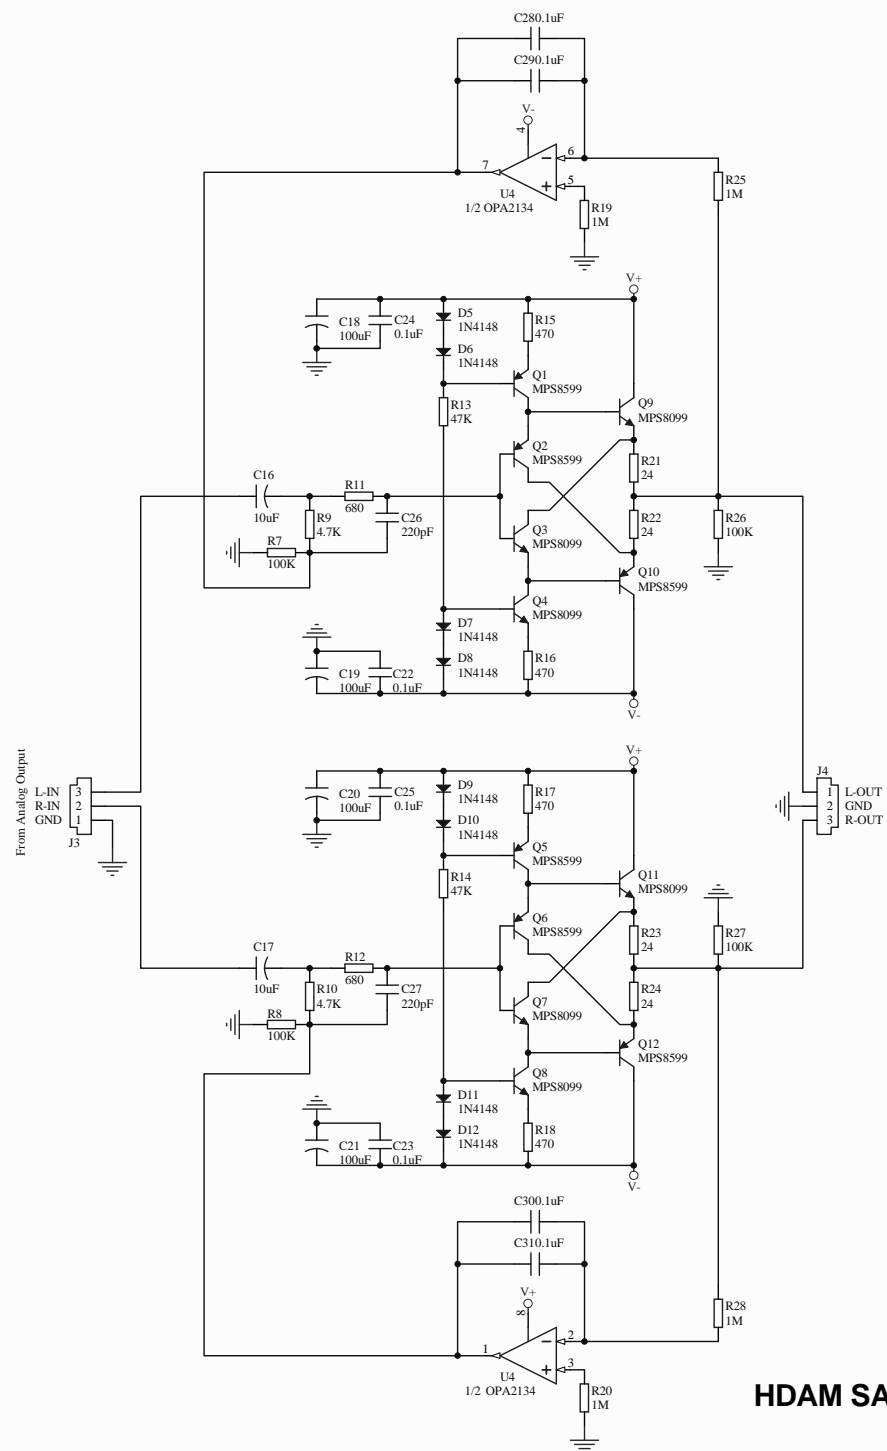 C280.1uF
C290.1uF
V-
4
7
6
5
U4
1/2 OPA2134
R19
1M
R25
1M
V+
C18
100uF
C24
0.1uF
D5
1N4148
D6
1N4148
R15
470
Q1
MPS8599
R13
47K
Q9
MPS8099
Q2
MPS8599
R21
24
C16
10uF
R11
680
R9
4.7K
C26
220pF
R7
100K
Q3
MPS8099
R22
24
R26
100K
Q10
MPS8599
Q4
MPS8099
D7
1N4148
D8
1N4148
R16
470
C19
100uF
C22
0.1uF
V-
From Analog Output
L-IN
R-IN
GND
3
2
1
J3
V+
J4
1
2
3
L-OUT
GND
R-OUT
C20
100uF
C25
0.1uF
D9
1N4148
D10
1N4148
R17
470
Q5
MPS8599
R14
47K
Q11
MPS8099
Q6
MPS8599
R23
24
R27
100K
C17
10uF
R12
680
R10
4.7K
C27
220pF
R8
100K
Q7
MPS8099
R24
24
Q12
MPS8599
Q8
MPS8099
D11
1N4148
D12
1N4148
R18
470
C21
100uF
C23
0.1uF
V-
C300.1uF
C310.1uF
V+
8
1
2
3
U4
1/2 OPA2134
R20
1M
R28
1M
HDAM SA